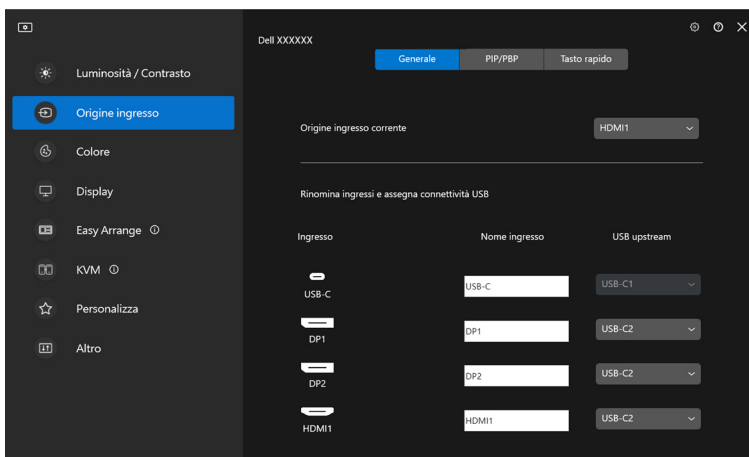 Dell XXXXXX
Generale PIP/PBP Tasto rapido
Luminosità / Contrasto
Origine ingresso
Colore
Display
Easy Arrange
KVM
Personalizza
Altro
Origine ingresso corrente HDMI1
Rinomina ingressi e assegna connettività USB
Ingresso Nome ingresso USB upstream
USB-C USB-C USB-C1
DP1 DP1 USB-C2
DP2 DP2 USB-C2
HDMI1 HDMI1 USB-C2